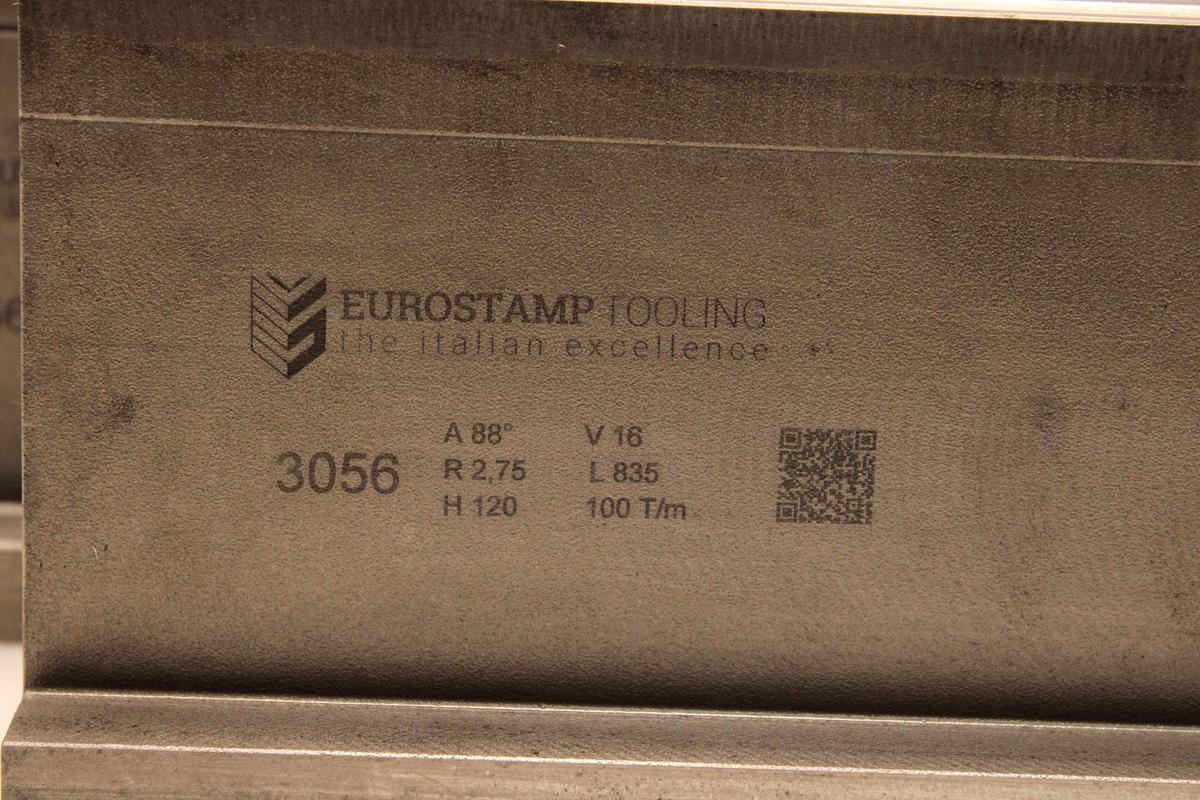 EUROSTAMP TOOLING
the italian excellence
3056
A 88° V 16
R 2,75 L 835
H 120 100 T/m